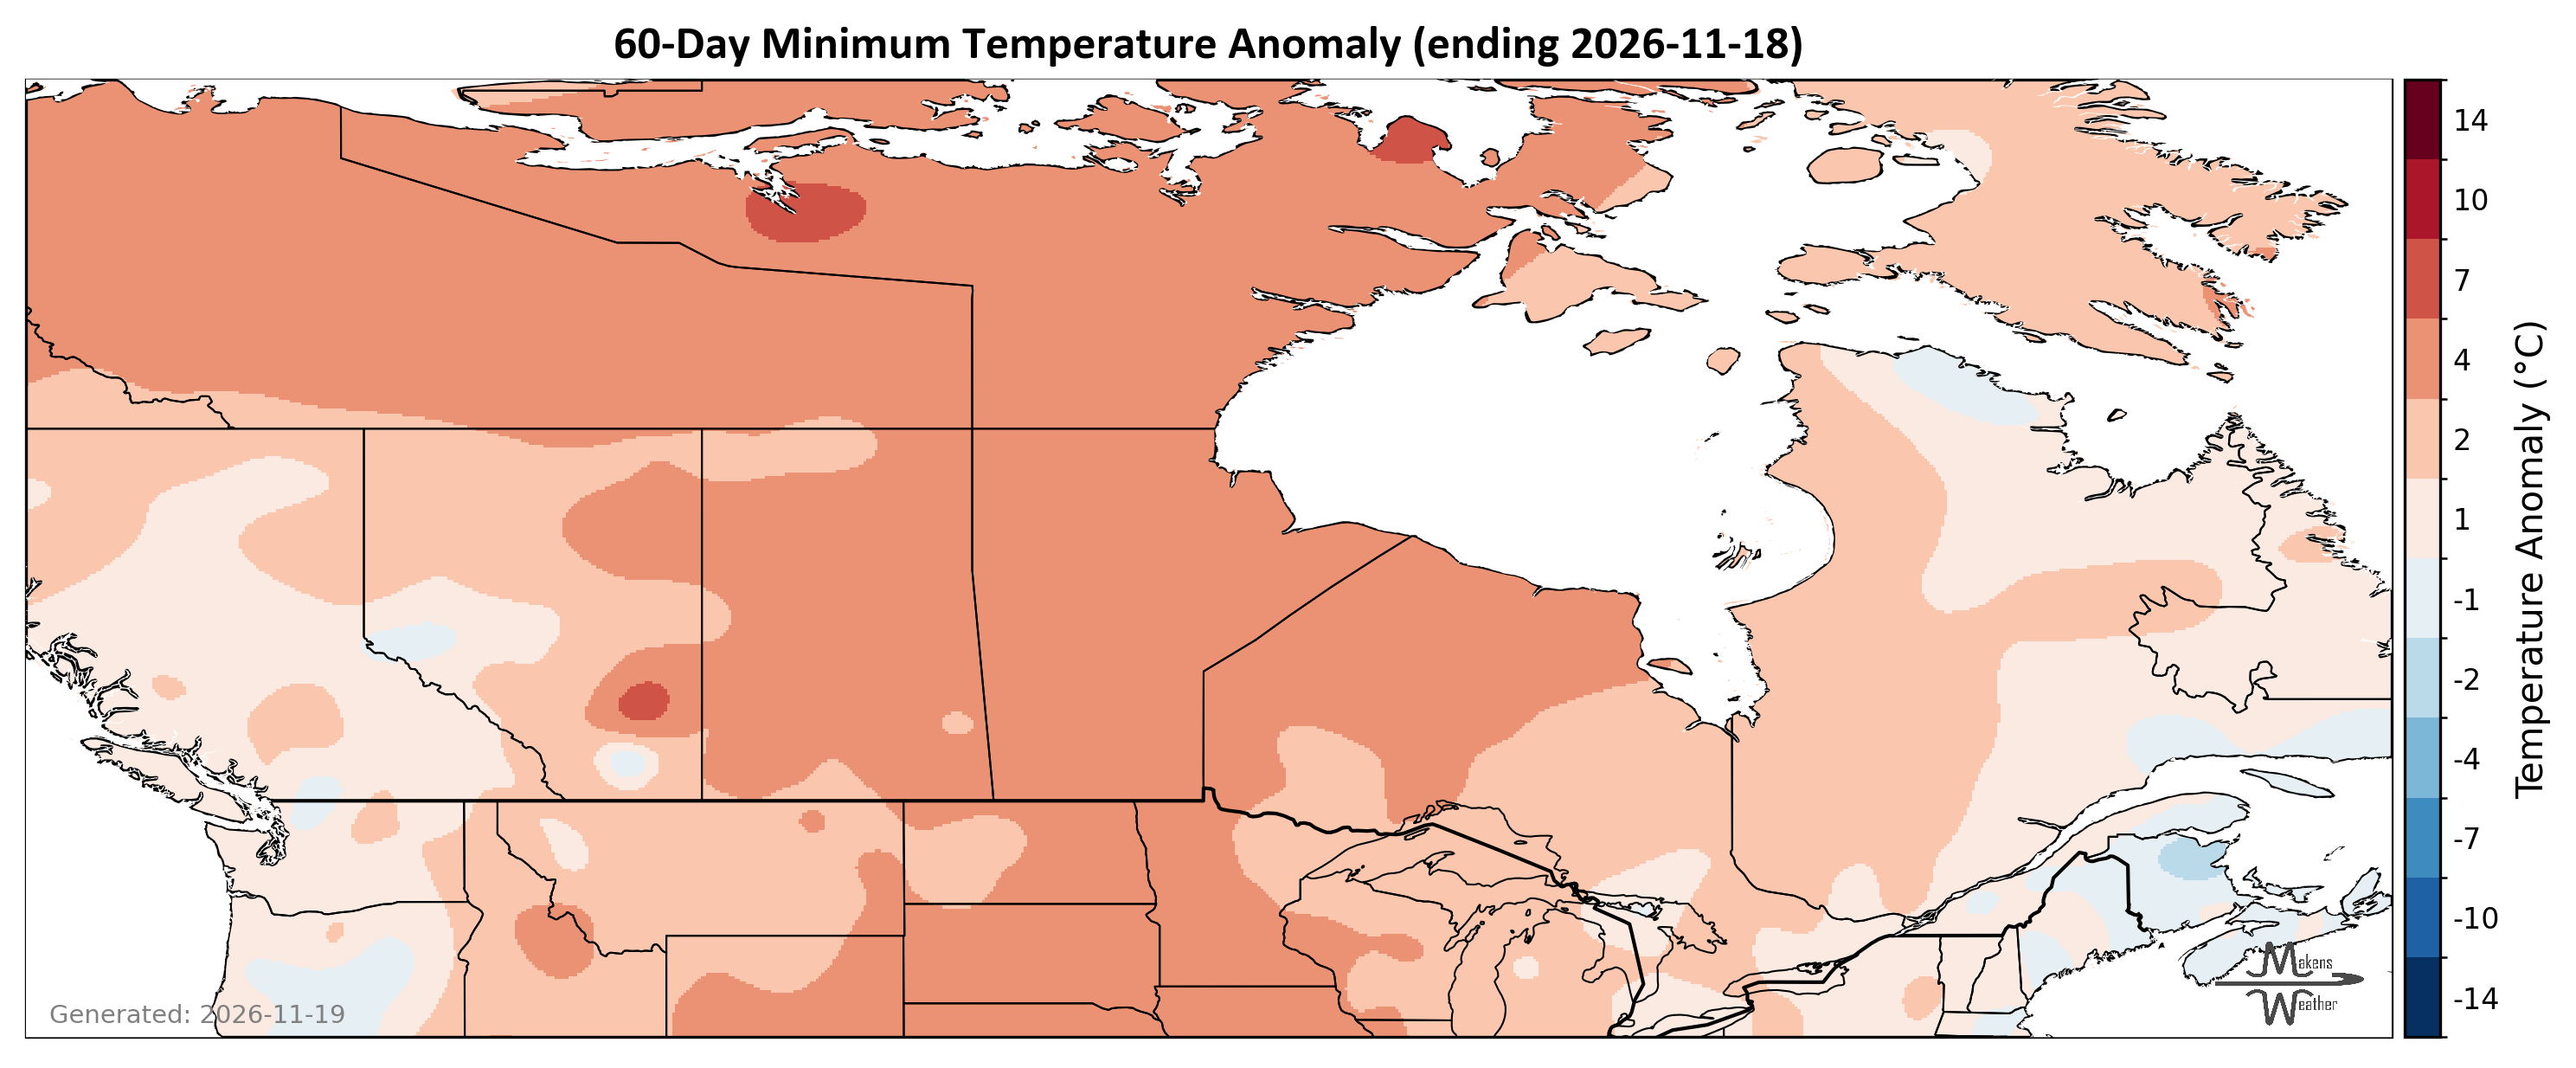 60-Day Minimum Temperature Anomaly (ending 2026-11-18)
14
10
7
4
2
1
-1
-2
-4
-7
-10
-14
Temperature Anomaly (°C)
Generated: 2026-11-19
Makens
Weather